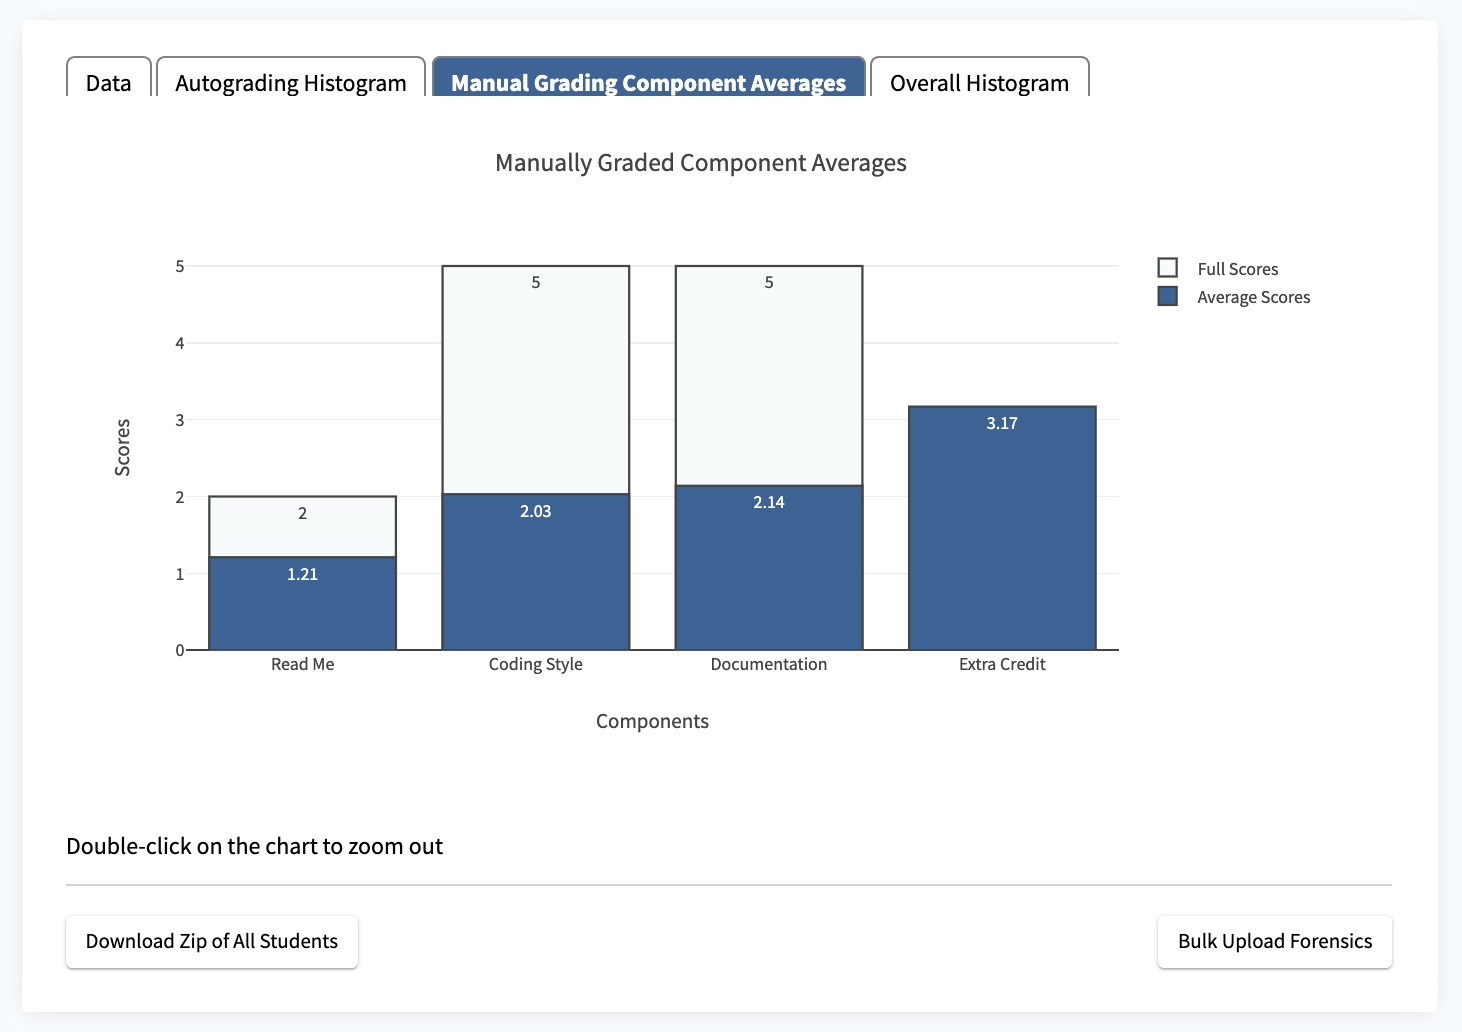 Data
Autograding Histogram
Manual Grading Component Averages
Overall Histogram
Manually Graded Component Averages
Full Scores
Average Scores
Scores
5
4
3
2
1
0
2
1.21
5
2.03
5
2.14
3.17
Read Me
Coding Style
Documentation
Extra Credit
Components
Double-click on the chart to zoom out
Download Zip of All Students
Bulk Upload Forensics